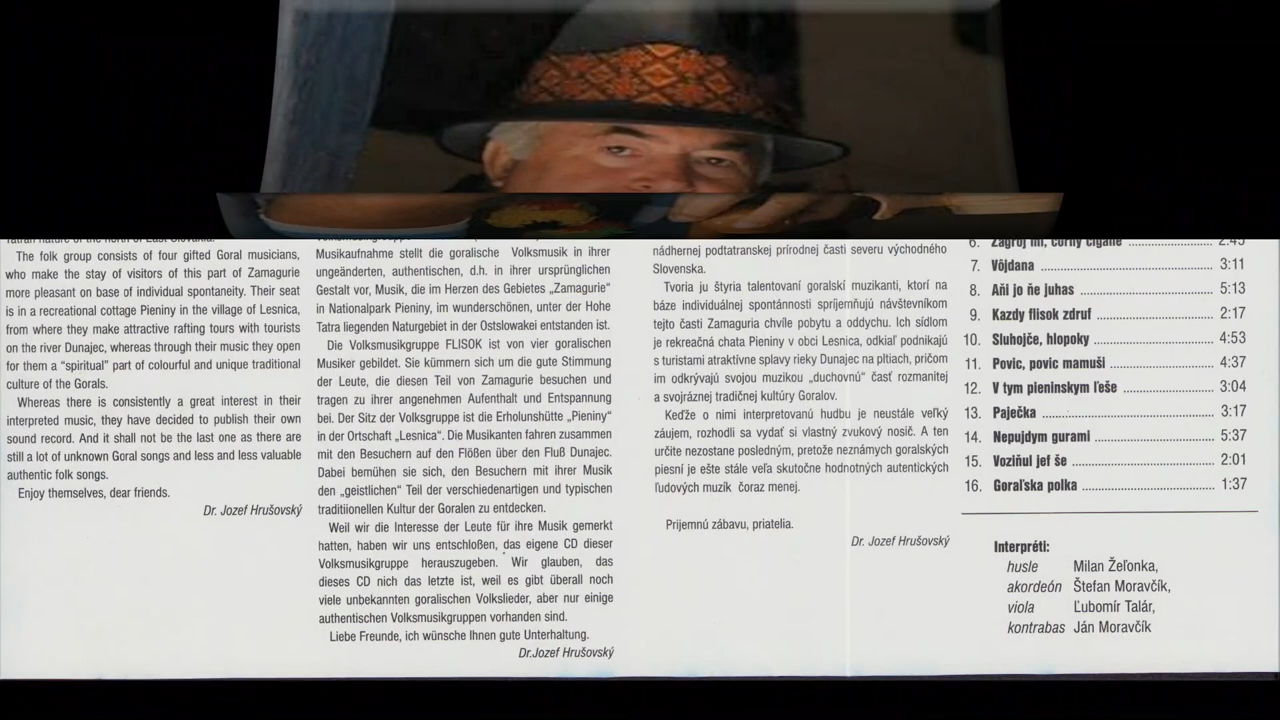 Tatran nature of the north of East Slovakia.
The folk group consists of four gifted Goral musicians,
who make the stay of visitors of this part of Zamagurie
more pleasant on base of individual spontaneity. Their seat
is in a recreational cottage Pieniny in the village of Lesnica,
from where they make attractive rafting tours with tourists
on the river Dunajec, whereas through their music they open
for them a “spiritual” part of colourful and unique traditional
culture of the Gorals.
Whereas there is consistently a great interest in their
interpreted music, they have decided to publish their own
sound record. And it shall not be the last one as there are
still a lot of unknown Goral songs and less and less valuable
authentic folk songs.
Enjoy themselves, dear friends.
Dr. Jozef Hrušovský
Musikaufnahme stellt die goralische Volksmusik in ihrer
ungeänderten, authentischen, d.h. in ihrer ursprünglichen
Gestalt vor, Musik, die im Herzen des Gebietes „Zamagurie“
in Nationalpark Pieniny, im wunderschönen, unter der Hohe
Tatra liegenden Naturgebiet in der Ostslowakei entstanden ist.
Die Volksmusikgruppe FLISOK ist von vier goralischen
Musiker gebildet. Sie kümmern sich um die gute Stimmung
der Leute, die diesen Teil von Zamagurie besuchen und
tragen zu ihrer angenehmen Aufenthalt und Entspannung
bei. Der Sitz der Volksgruppe ist die Erholunshütte „Pieniny“
in der Ortschaft „Lesnica“. Die Musikanten fahren zusammen
mit den Besuchern auf den Flößen über den Fluß Dunajec.
Dabei bemühen sie sich, den Besuchern mit ihrer Musik
den „geistlichen“ Teil der verschiedenartigen und typischen
traditiionellen Kultur der Goralen zu entdecken.
Weil wir die Interesse der Leute für ihre Musik gemerkt
hatten, haben wir uns entschloßen, das eigene CD dieser
Volksmusikgruppe herauszugeben. Wir glauben, das
dieses CD nich das letzte ist, weil es gibt überall noch
viele unbekannten goralischen Volkslieder, aber nur einige
authentischen Volksmusikgruppen vorhanden sind.
Liebe Freunde, ich wünsche Ihnen gute Unterhaltung.
Dr.Jozef Hrušovský
nádhernej podtatranskej prírodnej časti severu východného
Slovenska.
Tvoria ju štyria talentovaní goralskí muzikanti, ktorí na
báze individuálnej spontánnosti sprijemňujú návštevníkom
tejto časti Zamaguria chvíle pobytu a oddychu. Ich sídlom
je rekreačná chata Pieniny v obci Lesnica, odkiaľ podnikajú
s turistami atraktívne splavy rieky Dunajec na pltiach, pričom
im odkrývajú svojou muzikou „duchovnú“ časť rozmanitej
a svojráznej tradičnej kultúry Goralov.
Keďže o nimi interpretovanú hudbu je neustále veľký
záujem, rozhodli sa vydať si vlastný zvukový nosič. A ten
určite nezostane posledným, pretože neznámych goralských
piesní je ešte stále veľa skutočne hodnotných autentických
ľudových muzík čoraz menej.
Príjemnú zábavu, priatelia.
Dr. Jozef Hrušovský
6. Zagroj mi, corny cigane ........ 2:45
7. Vôjdana ........ 3:11
8. Aňi jo ňe juhas ........ 5:13
9. Kazdy flisok zdruf ........ 2:17
10. Sluhojće, hlopoky ........ 4:53
11. Povic, povic mamuśi ........ 4:37
12. V tym pieninskym ľeśe ........ 3:04
13. Paječka ........ 3:17
14. Nepujdym gurami ........ 5:37
15. Voziňul jef śe ........ 2:01
16. Goraľska polka ........ 1:37
Interpréti:
husle Milan Žeľonka,
akordeón Štefan Moravčík,
viola Ľubomír Talár,
kontrabas Ján Moravčík